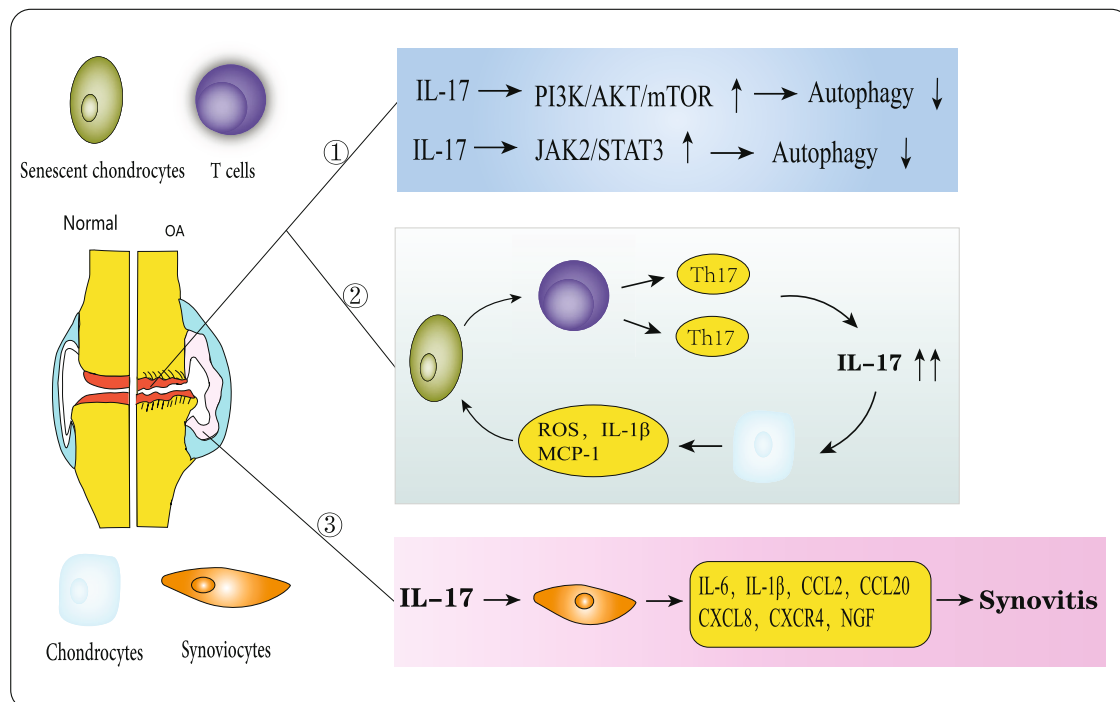 Senescent chondrocytes
T cells
Normal
OA
Chondrocytes
Synoviocytes
①
IL-17 → PI3K/AKT/mTOR ↑ → Autophagy ↓
IL-17 → JAK2/STAT3 ↑ → Autophagy ↓
②
Th17
Th17
IL-17 ↑↑
ROS, IL-1β
MCP-1
③
IL-17 →
IL-6, IL-1β, CCL2, CCL20
CXCL8, CXCR4, NGF
→ Synovitis